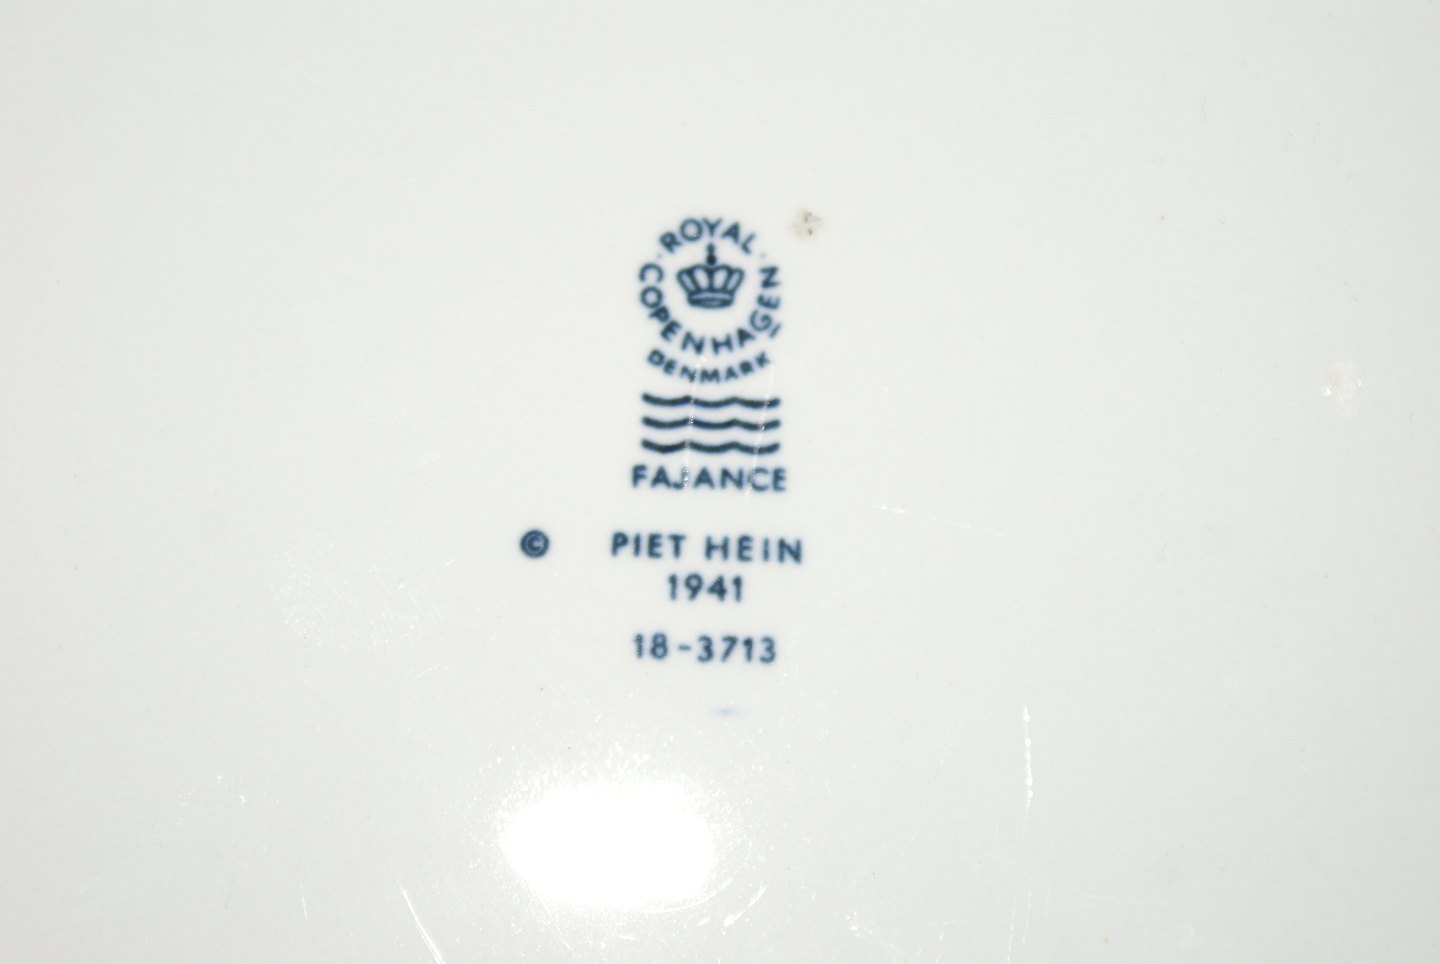 ROYAL
COPENHAGEN
DENMARK
FAJANCE
© PIET HEIN
1941
18-3713